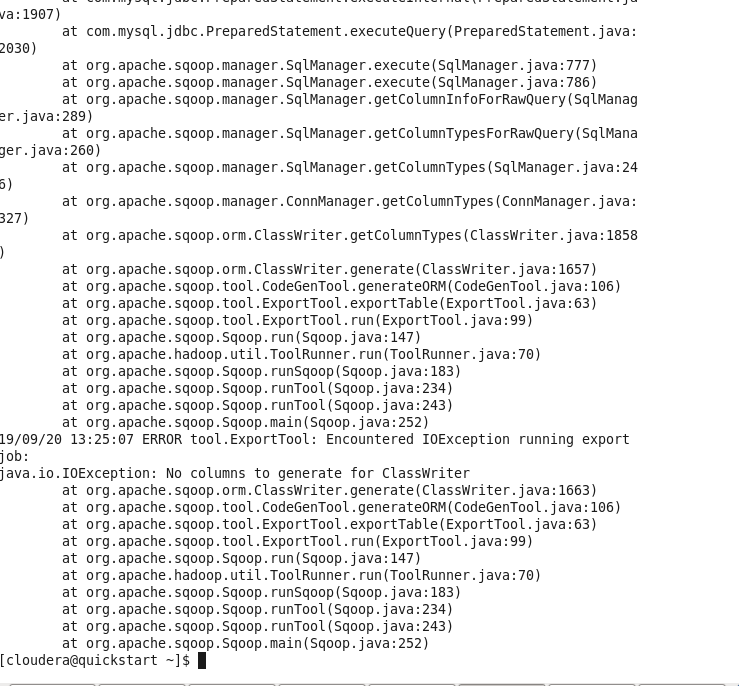 at com.mysql.jdbc.PreparedStatement.executeInternal(PreparedStatement.ja
va:1907)
at com.mysql.jdbc.PreparedStatement.executeQuery(PreparedStatement.java:
2030)
at org.apache.sqoop.manager.SqlManager.execute(SqlManager.java:777)
at org.apache.sqoop.manager.SqlManager.execute(SqlManager.java:786)
at org.apache.sqoop.manager.SqlManager.getColumnInfoForRawQuery(SqlManag
er.java:289)
at org.apache.sqoop.manager.SqlManager.getColumnTypesForRawQuery(SqlMana
ger.java:260)
at org.apache.sqoop.manager.SqlManager.getColumnTypes(SqlManager.java:24
6)
at org.apache.sqoop.manager.ConnManager.getColumnTypes(ConnManager.java:
327)
at org.apache.sqoop.orm.ClassWriter.getColumnTypes(ClassWriter.java:1858
)
at org.apache.sqoop.orm.ClassWriter.generate(ClassWriter.java:1657)
at org.apache.sqoop.tool.CodeGenTool.generateORM(CodeGenTool.java:106)
at org.apache.sqoop.tool.ExportTool.exportTable(ExportTool.java:63)
at org.apache.sqoop.tool.ExportTool.run(ExportTool.java:99)
at org.apache.sqoop.Sqoop.run(Sqoop.java:147)
at org.apache.hadoop.util.ToolRunner.run(ToolRunner.java:70)
at org.apache.sqoop.Sqoop.runSqoop(Sqoop.java:183)
at org.apache.sqoop.Sqoop.runTool(Sqoop.java:234)
at org.apache.sqoop.Sqoop.runTool(Sqoop.java:243)
at org.apache.sqoop.Sqoop.main(Sqoop.java:252)
19/09/20 13:25:07 ERROR tool.ExportTool: Encountered IOException running export
job:
java.io.IOException: No columns to generate for ClassWriter
at org.apache.sqoop.orm.ClassWriter.generate(ClassWriter.java:1663)
at org.apache.sqoop.tool.CodeGenTool.generateORM(CodeGenTool.java:106)
at org.apache.sqoop.tool.ExportTool.exportTable(ExportTool.java:63)
at org.apache.sqoop.tool.ExportTool.run(ExportTool.java:99)
at org.apache.sqoop.Sqoop.run(Sqoop.java:147)
at org.apache.hadoop.util.ToolRunner.run(ToolRunner.java:70)
at org.apache.sqoop.Sqoop.runSqoop(Sqoop.java:183)
at org.apache.sqoop.Sqoop.runTool(Sqoop.java:234)
at org.apache.sqoop.Sqoop.runTool(Sqoop.java:243)
at org.apache.sqoop.Sqoop.main(Sqoop.java:252)
[cloudera@quickstart ~]$